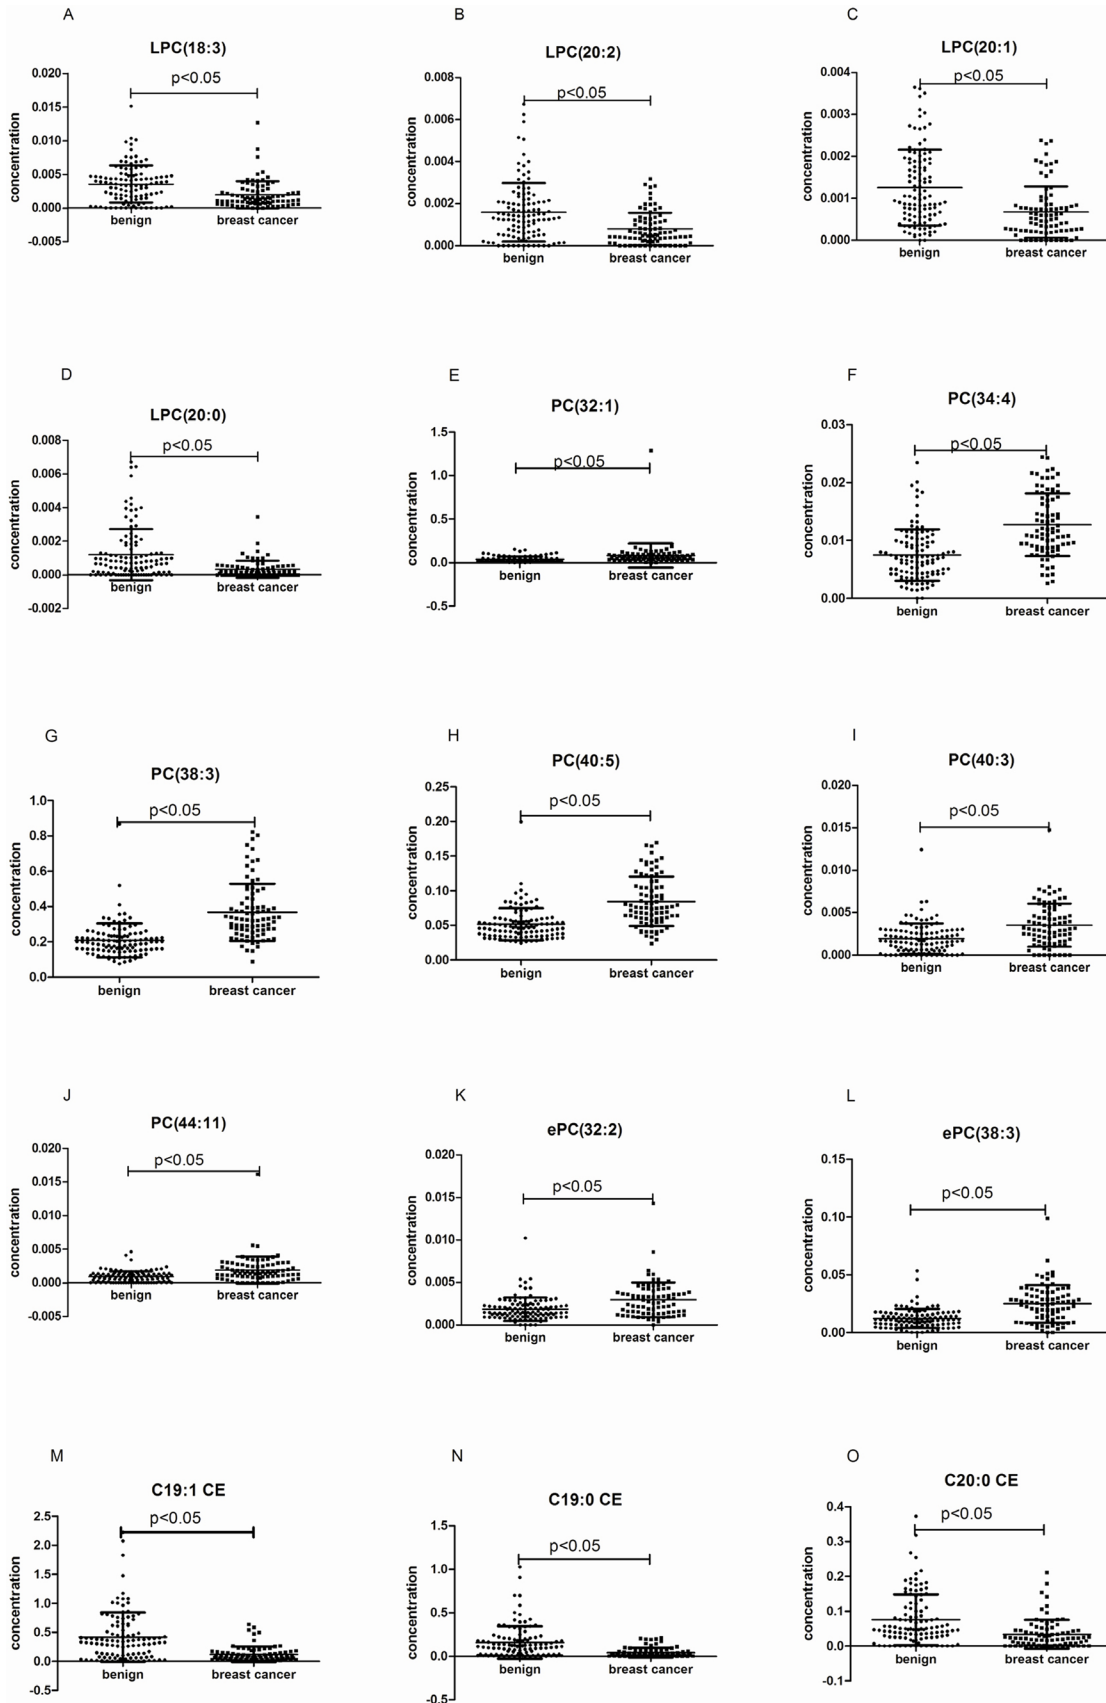 A
LPC(18:3)
p<0.05
concentration
0.020
0.015
0.010
0.005
0.000
-0.005
benign
breast cancer
B
LPC(20:2)
p<0.05
concentration
0.008
0.006
0.004
0.002
0.000
benign
breast cancer
C
LPC(20:1)
p<0.05
concentration
0.004
0.003
0.002
0.001
0.000
benign
breast cancer
D
LPC(20:0)
p<0.05
concentration
0.008
0.006
0.004
0.002
0.000
-0.002
benign
breast cancer
E
PC(32:1)
p<0.05
concentration
1.5
1.0
0.5
0.0
-0.5
benign
breast cancer
F
PC(34:4)
p<0.05
concentration
0.03
0.02
0.01
0.00
benign
breast cancer
G
PC(38:3)
p<0.05
concentration
1.0
0.8
0.6
0.4
0.2
0.0
benign
breast cancer
H
PC(40:5)
p<0.05
concentration
0.25
0.20
0.15
0.10
0.05
0.00
benign
breast cancer
I
PC(40:3)
p<0.05
concentration
0.020
0.015
0.010
0.005
0.000
benign
breast cancer
J
PC(44:11)
p<0.05
concentration
0.020
0.015
0.010
0.005
0.000
-0.005
benign
breast cancer
K
ePC(32:2)
p<0.05
concentration
0.020
0.015
0.010
0.005
0.000
benign
breast cancer
L
ePC(38:3)
p<0.05
concentration
0.15
0.10
0.05
0.00
benign
breast cancer
M
C19:1 CE
p<0.05
concentration
2.5
2.0
1.5
1.0
0.5
0.0
-0.5
benign
breast cancer
N
C19:0 CE
p<0.05
concentration
1.5
1.0
0.5
0.0
-0.5
benign
breast cancer
O
C20:0 CE
p<0.05
concentration
0.4
0.3
0.2
0.1
0.0
-0.1
benign
breast cancer